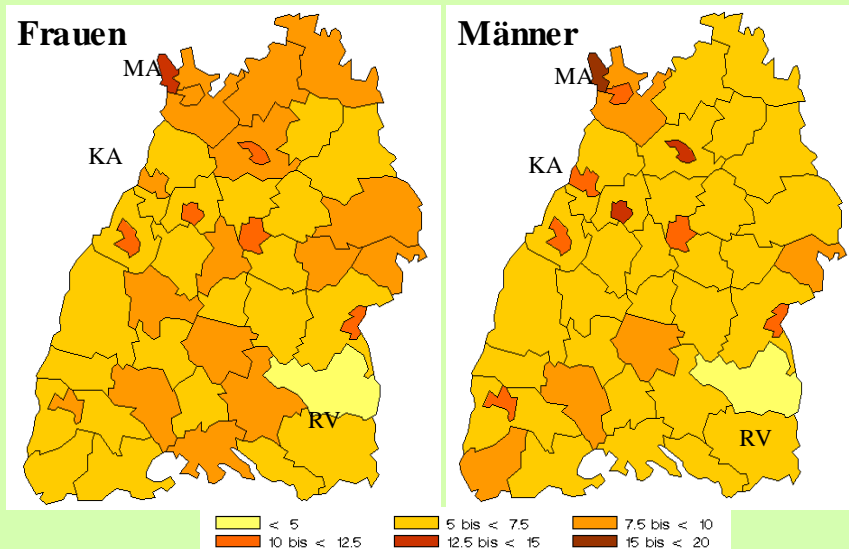 Frauen
MA
KA
RV
Männer
MA
KA
RV
< 5
5 bis < 7.5
7.5 bis < 10
10 bis < 12.5
12.5 bis < 15
15 bis < 20